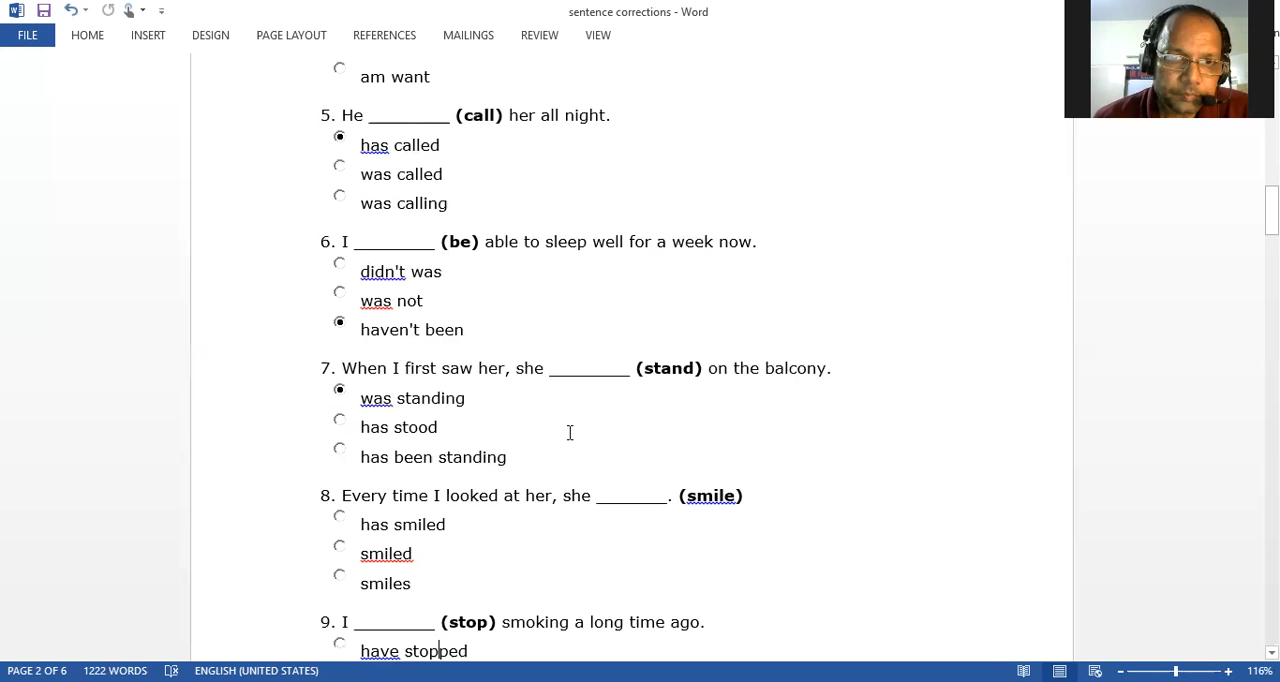 sentence corrections - Word
FILE HOME INSERT DESIGN PAGE LAYOUT REFERENCES MAILINGS REVIEW VIEW
am want
5. He _________ (call) her all night.
has called
was called
was calling
6. I _________ (be) able to sleep well for a week now.
didn't was
was not
haven't been
7. When I first saw her, she _________ (stand) on the balcony.
was standing
has stood
has been standing
8. Every time I looked at her, she ________. (smile)
has smiled
smiled
smiles
9. I _________ (stop) smoking a long time ago.
have stopped
PAGE 2 OF 6 1222 WORDS ENGLISH (UNITED STATES) 116%